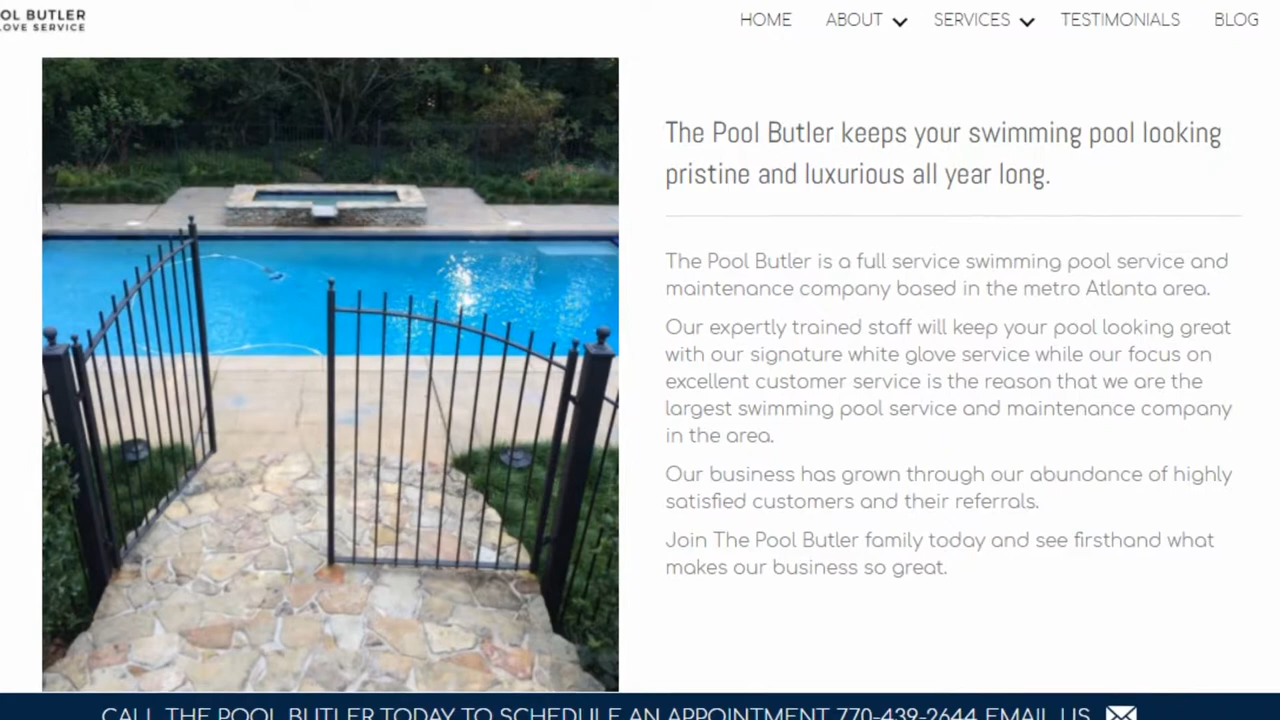 OL BUTLER
LOVE SERVICE
HOME ABOUT SERVICES TESTIMONIALS BLOG
The Pool Butler keeps your swimming pool looking
pristine and luxurious all year long.
The Pool Butler is a full service swimming pool service and
maintenance company based in the metro Atlanta area.
Our expertly trained staff will keep your pool looking great
with our signature white glove service while our focus on
excellent customer service is the reason that we are the
largest swimming pool service and maintenance company
in the area.
Our business has grown through our abundance of highly
satisfied customers and their referrals.
Join The Pool Butler family today and see firsthand what
makes our business so great.
CALL THE POOL BUTLER TODAY TO SCHEDULE AN APPOINTMENT 770-439-2644 EMAIL US